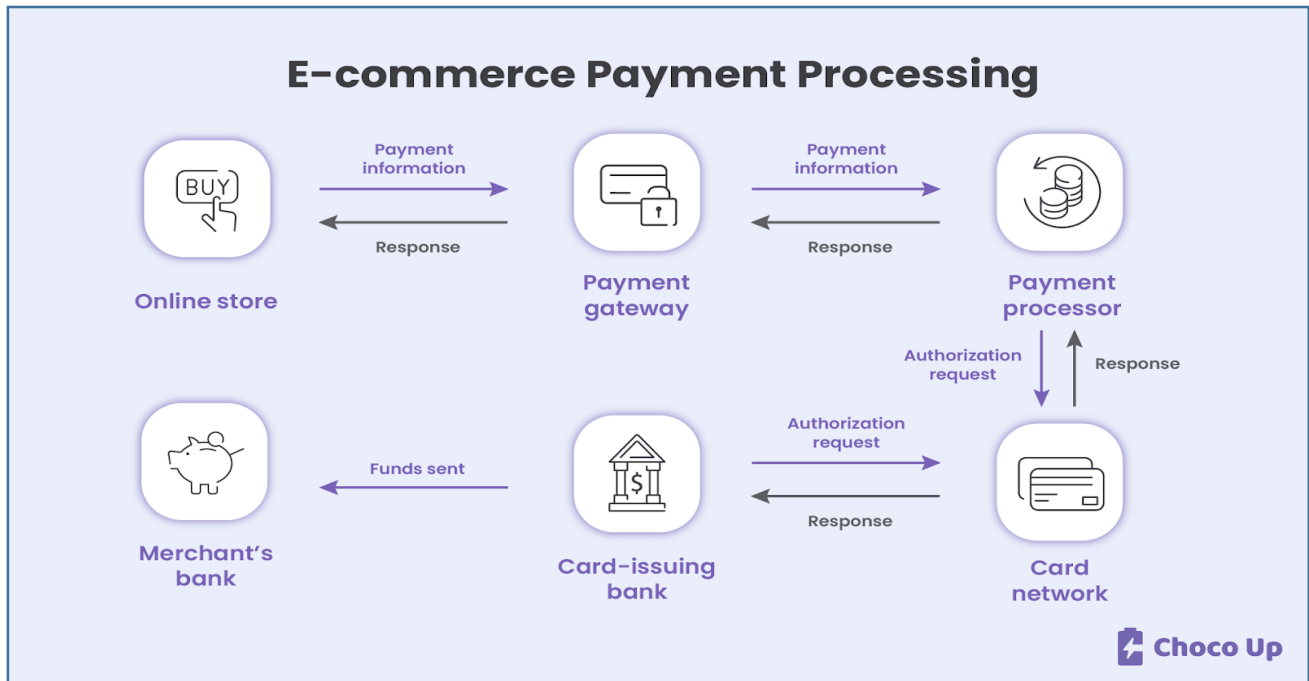 E-commerce Payment Processing
Payment
information
Payment
information
BUY
Response
Response
Online store
Payment
gateway
Payment
processor
Authorization
request
Response
Authorization
request
Funds sent
$
Response
Merchant's
bank
Card-issuing
bank
Card
network
Choco Up